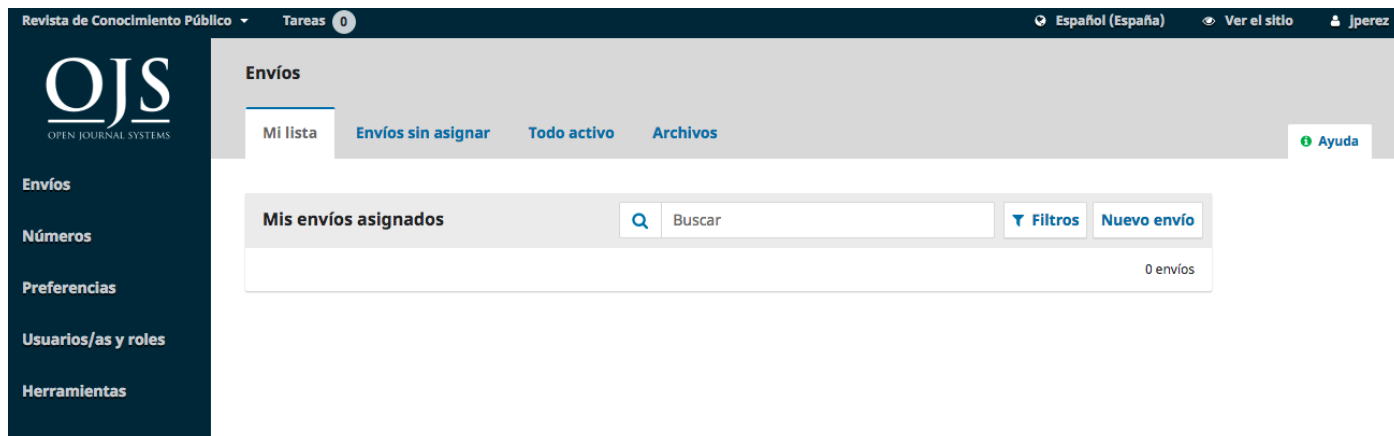 Revista de Conocimiento Público Tareas 0 Español (España) Ver el sitio jperez
OJS
OPEN JOURNAL SYSTEMS
Envíos
Números
Preferencias
Usuarios/as y roles
Herramientas
Envíos
Mi lista Envíos sin asignar Todo activo Archivos Ayuda
Mis envíos asignados Buscar Filtros Nuevo envío
0 envíos